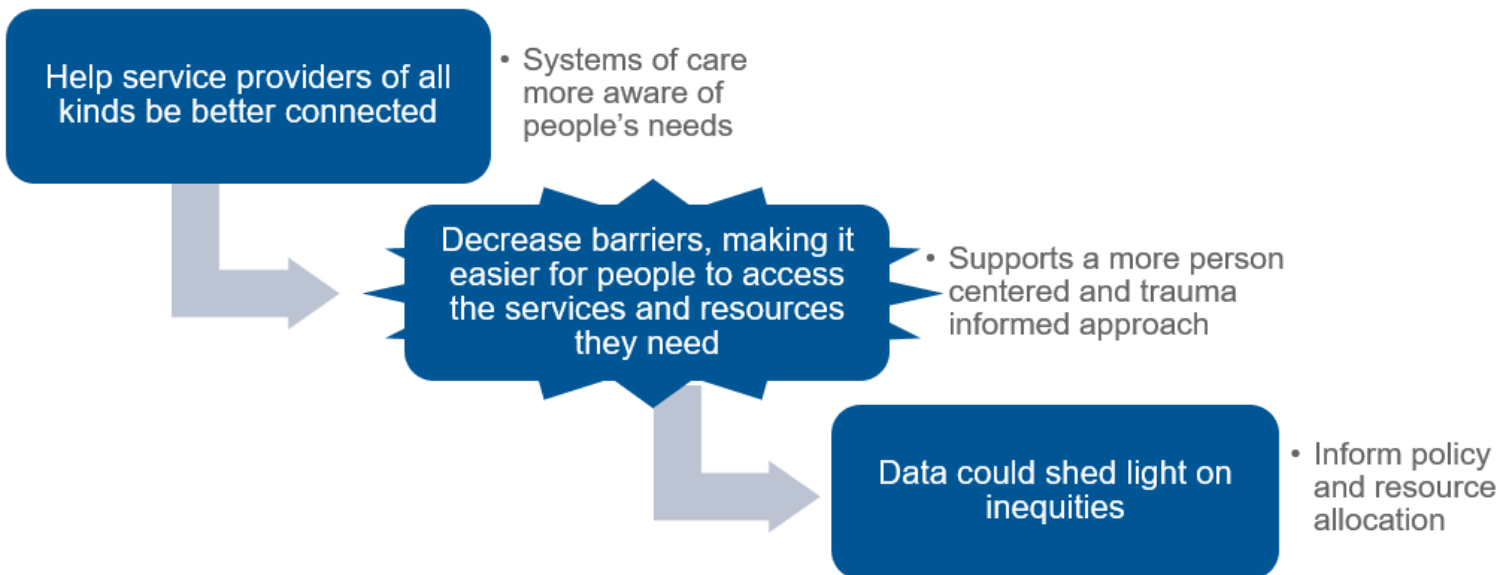 Help service providers of all
kinds be better connected
• Systems of care
more aware of
people’s needs
Decrease barriers, making it
easier for people to access
the services and resources
they need
• Supports a more person
centered and trauma
informed approach
Data could shed light on
inequities
• Inform policy
and resource
allocation